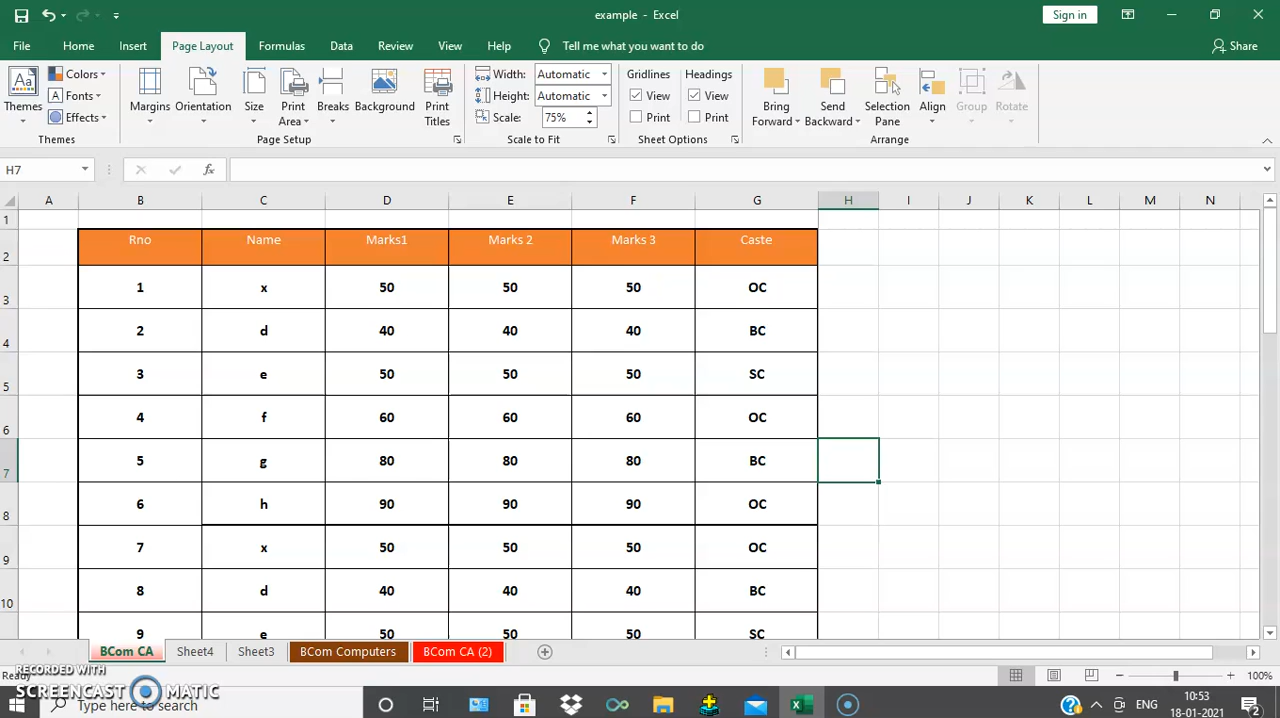 example - Excel
Sign in
File Home Insert Page Layout Formulas Data Review View Help Tell me what you want to do Share
Themes
Colors
Fonts
Effects
Margins Orientation Size Print Area Breaks Background Print Titles
Width: Automatic
Height: Automatic
Scale: 75%
Gridlines Headings
View View
Print Print
Bring Forward Send Backward Selection Pane Align Group Rotate
Themes Page Setup Scale to Fit Sheet Options Arrange
H7 fx
A B C D E F G H I J K L M N
1
2 Rno Name Marks1 Marks 2 Marks 3 Caste
3 1 x 50 50 50 OC
4 2 d 40 40 40 BC
5 3 e 50 50 50 SC
6 4 f 60 60 60 OC
7 5 g 80 80 80 BC
8 6 h 90 90 90 OC
9 7 x 50 50 50 OC
10 8 d 40 40 40 BC
9 e 50 50 50 SC
BCom CA Sheet4 Sheet3 BCom Computers BCom CA (2)
RECORDED WITH
Ready 100%
SCREENCAST MATIC
here to search
ENG 10:53
18-01-2021 2